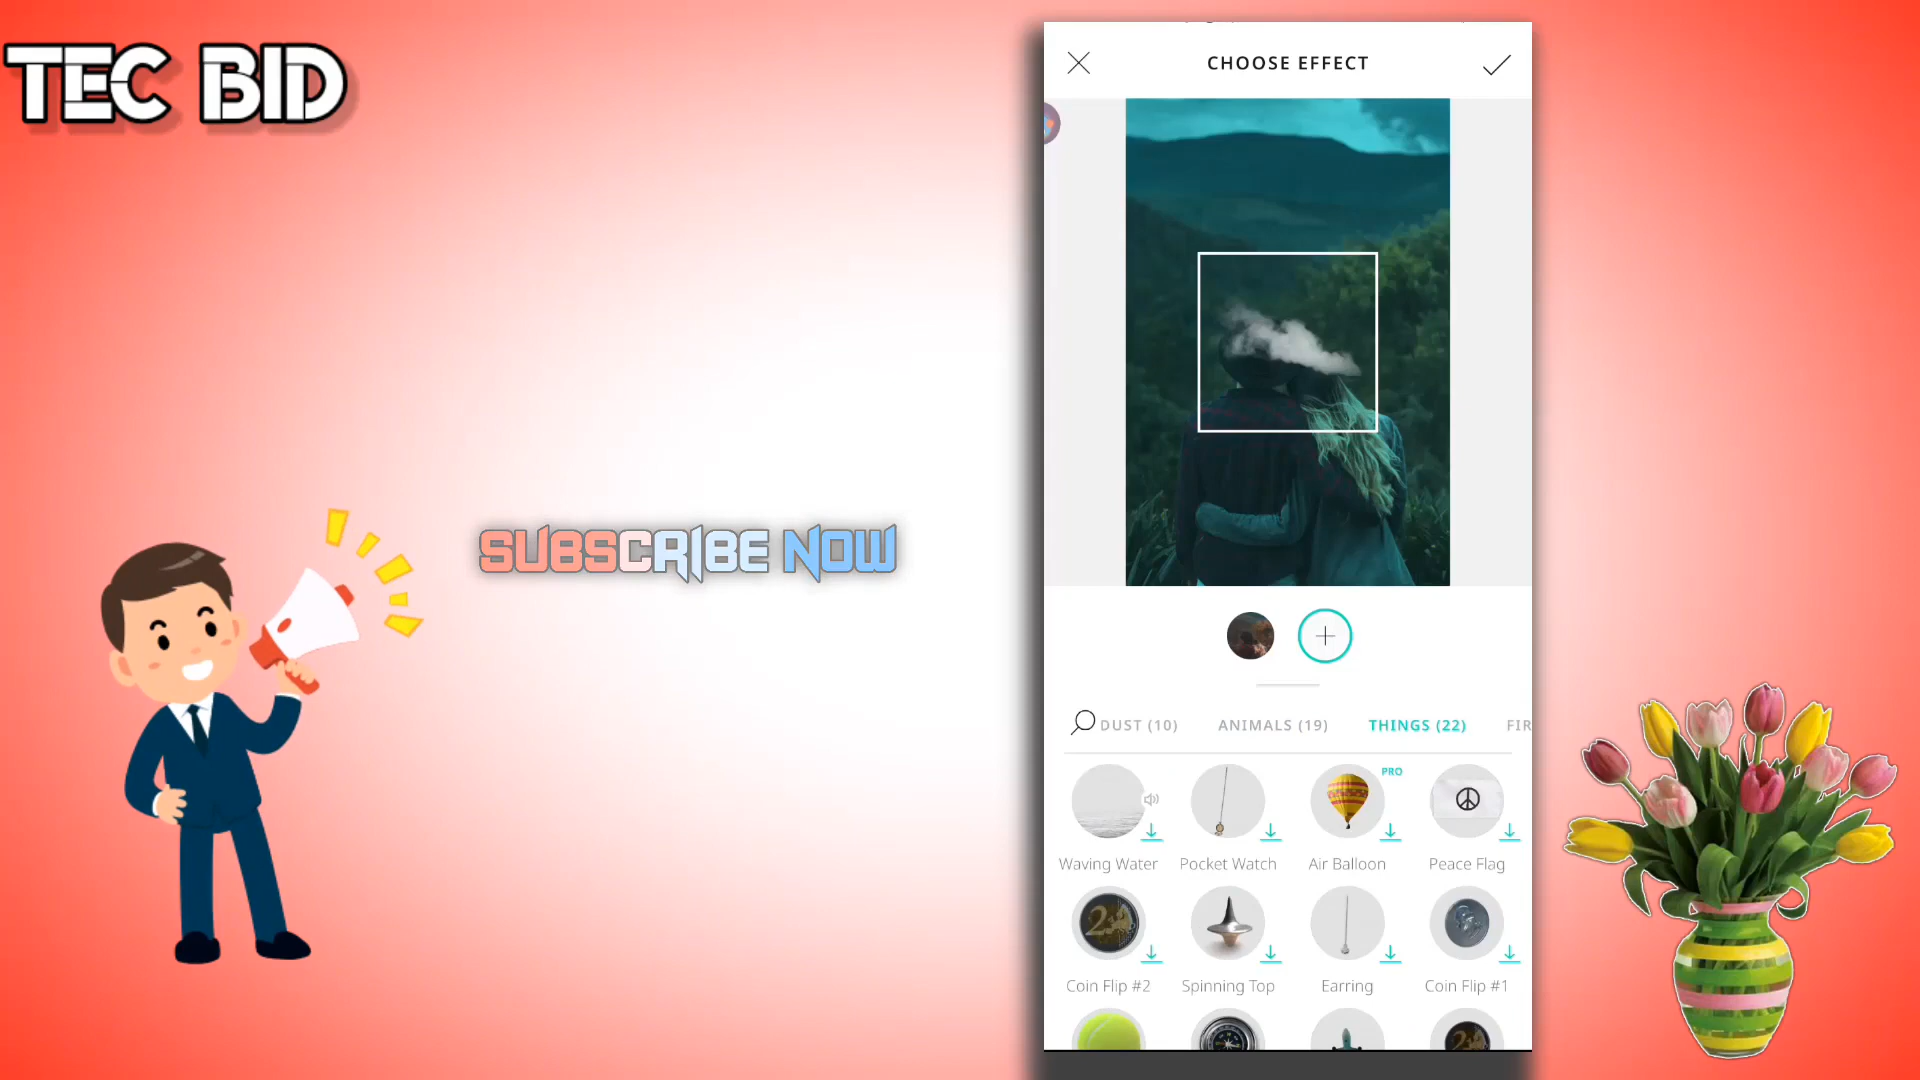 TEC BID
SUBSCRIBE NOW
CHOOSE EFFECT
DUST (10) ANIMALS (19) THINGS (22) FIR
PRO
Waving Water Pocket Watch Air Balloon Peace Flag
Coin Flip #2 Spinning Top Earring Coin Flip #1